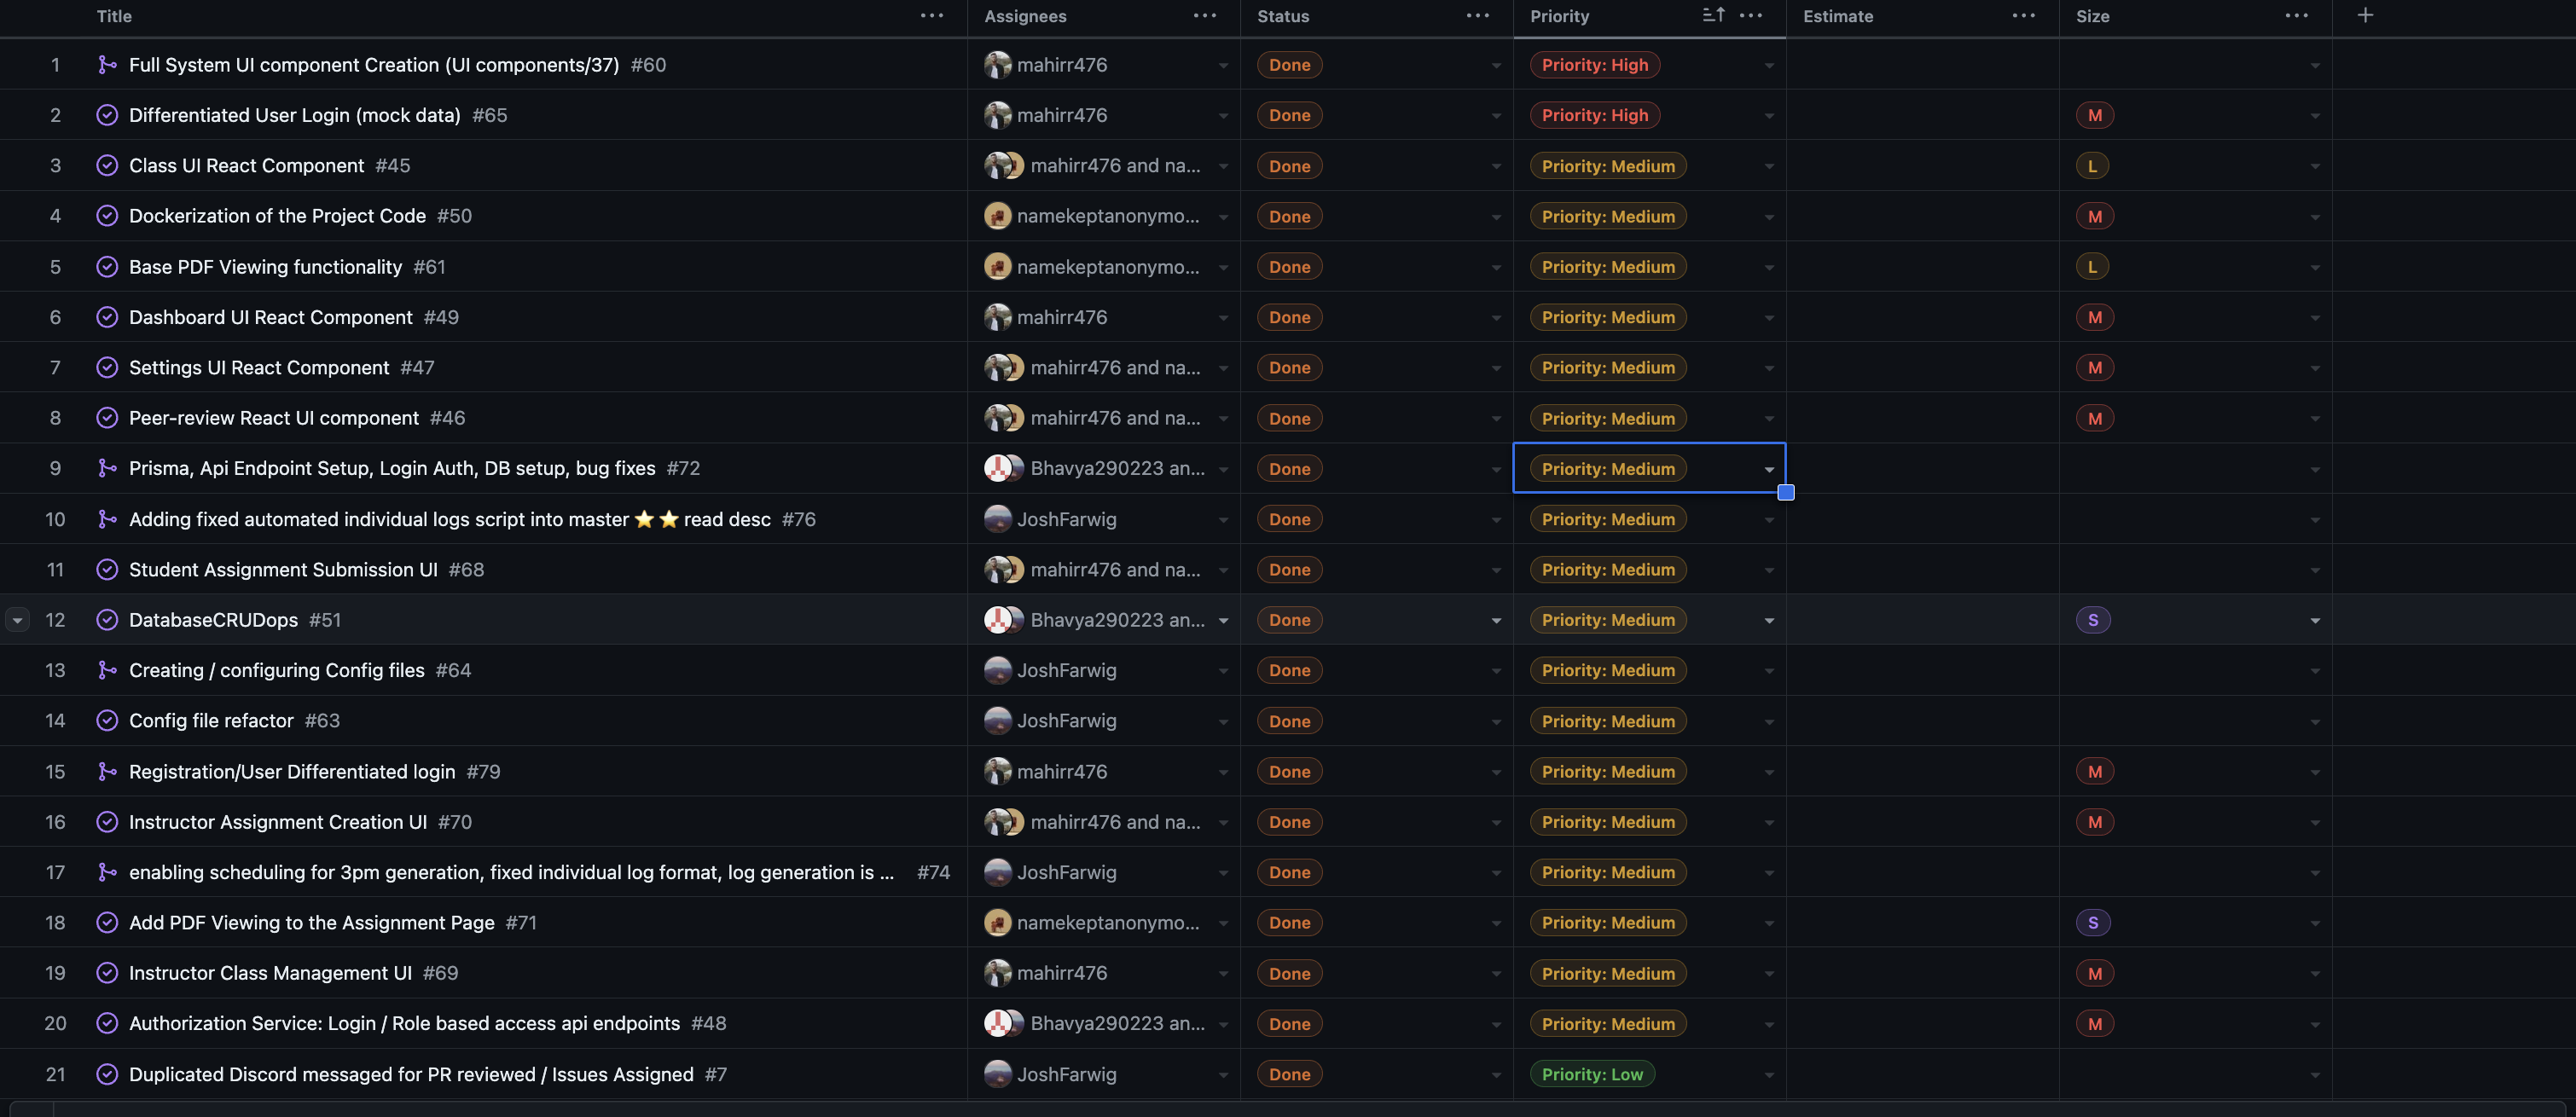 Title ... Assignees ... Status ... Priority ... Estimate ... Size ... +
1 Full System UI component Creation (UI components/37) #60 mahirr476 Done Priority: High
2 Differentiated User Login (mock data) #65 mahirr476 Done Priority: High M
3 Class UI React Component #45 mahirr476 and na... Done Priority: Medium L
4 Dockerization of the Project Code #50 namekeptanonymo... Done Priority: Medium M
5 Base PDF Viewing functionality #61 namekeptanonymo... Done Priority: Medium L
6 Dashboard UI React Component #49 mahirr476 Done Priority: Medium M
7 Settings UI React Component #47 mahirr476 and na... Done Priority: Medium M
8 Peer-review React UI component #46 mahirr476 and na... Done Priority: Medium M
9 Prisma, Api Endpoint Setup, Login Auth, DB setup, bug fixes #72 Bhavya290223 an... Done Priority: Medium
10 Adding fixed automated individual logs script into master ⭐⭐ read desc #76 JoshFarwig Done Priority: Medium
11 Student Assignment Submission UI #68 mahirr476 and na... Done Priority: Medium
12 DatabaseCRUDops #51 Bhavya290223 an... Done Priority: Medium S
13 Creating / configuring Config files #64 JoshFarwig Done Priority: Medium
14 Config file refactor #63 JoshFarwig Done Priority: Medium
15 Registration/User Differentiated login #79 mahirr476 Done Priority: Medium M
16 Instructor Assignment Creation UI #70 mahirr476 and na... Done Priority: Medium M
17 enabling scheduling for 3pm generation, fixed individual log format, log generation is ... #74 JoshFarwig Done Priority: Medium
18 Add PDF Viewing to the Assignment Page #71 namekeptanonymo... Done Priority: Medium S
19 Instructor Class Management UI #69 mahirr476 Done Priority: Medium M
20 Authorization Service: Login / Role based access api endpoints #48 Bhavya290223 an... Done Priority: Medium M
21 Duplicated Discord messaged for PR reviewed / Issues Assigned #7 JoshFarwig Done Priority: Low